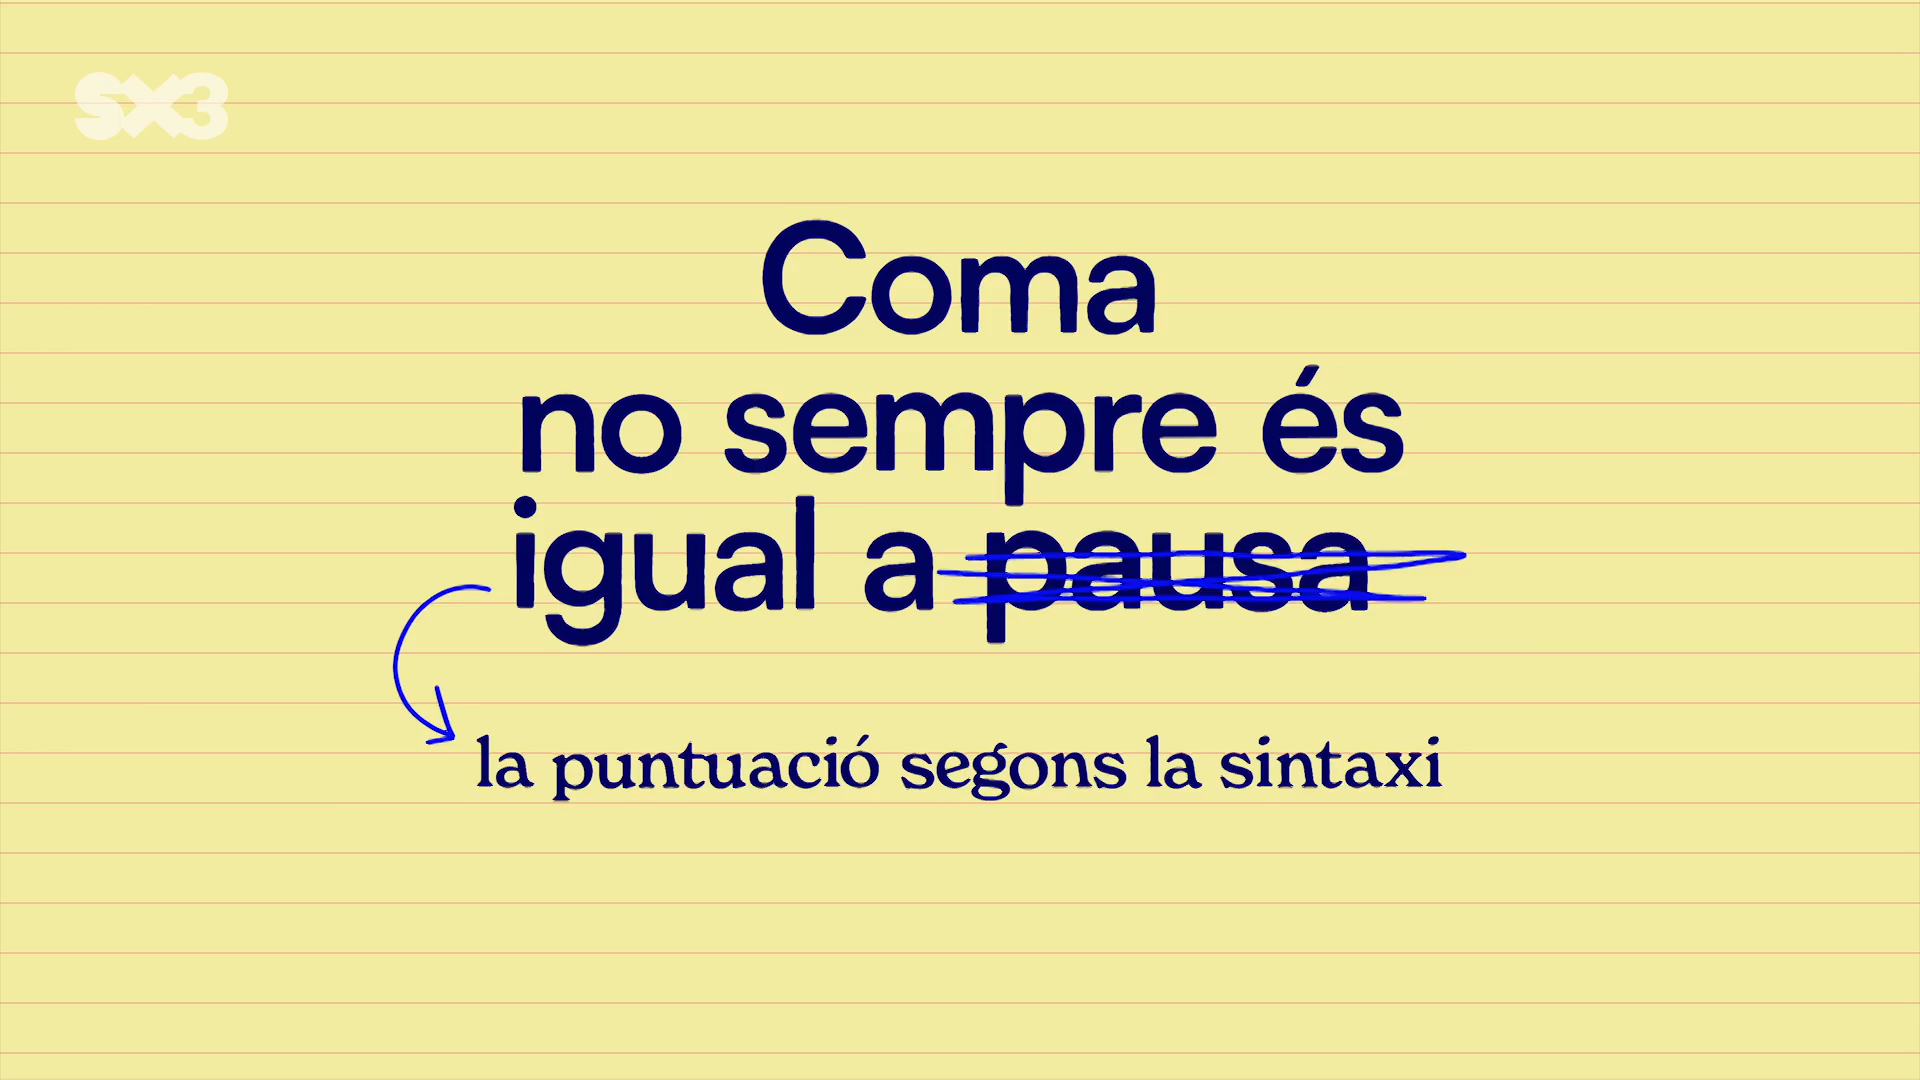 SX3
Coma
no sempre és
igual a pausa
la puntuació segons la sintaxi